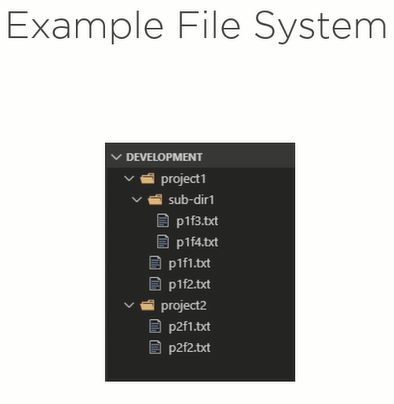 Example File System
DEVELOPMENT
project1
sub-dir1
p1f3.txt
p1f4.txt
p1f1.txt
p1f2.txt
project2
p2f1.txt
p2f2.txt